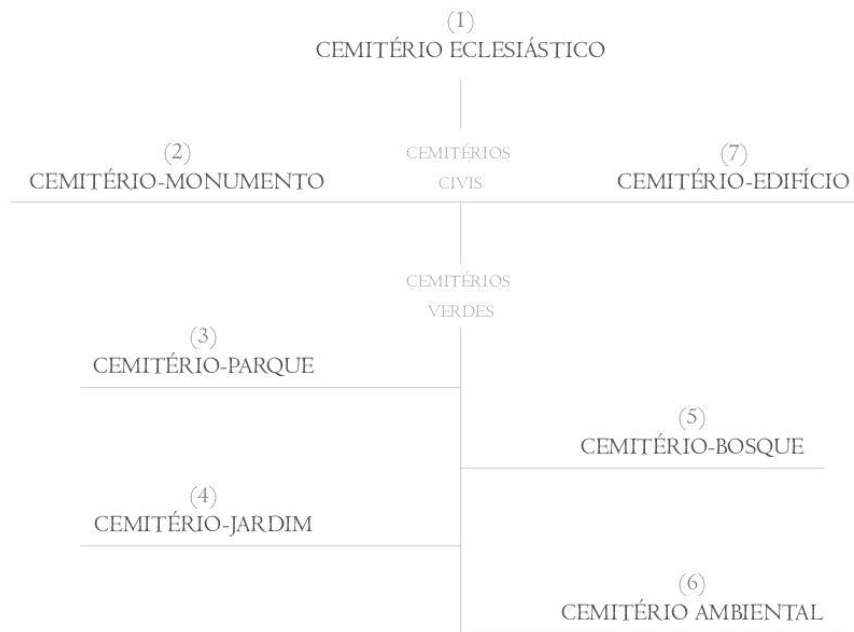 (1)
CEMITÉRIO ECLESIÁSTICO
(2)
CEMITÉRIO-MONUMENTO
CEMITÉRIOS
CIVIS
(7)
CEMITÉRIO-EDIFÍCIO
CEMITÉRIOS
VERDES
(3)
CEMITÉRIO-PARQUE
(5)
CEMITÉRIO-BOSQUE
(4)
CEMITÉRIO-JARDIM
(6)
CEMITÉRIO AMBIENTAL